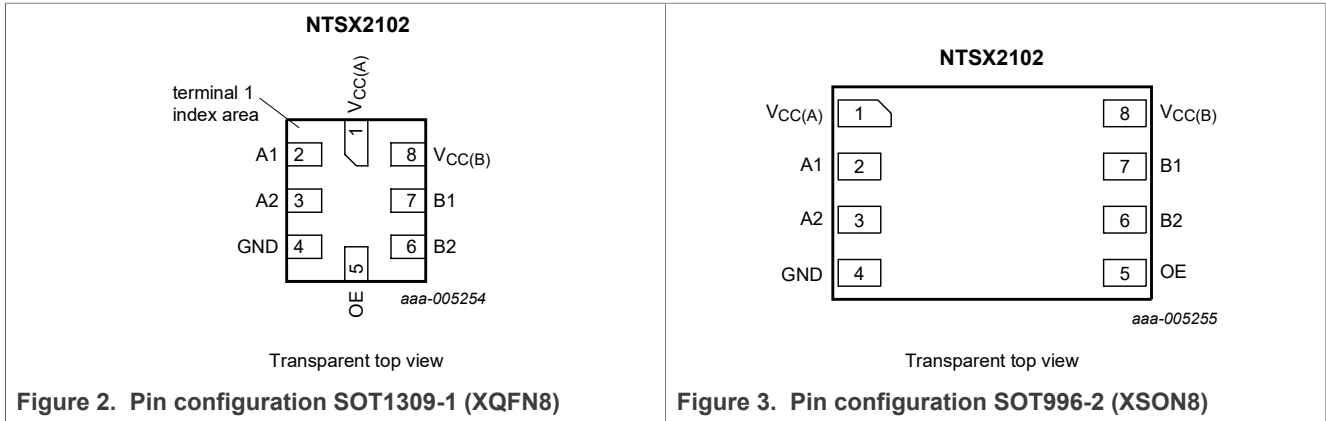 NTSX2102
VCC(A)
terminal 1
index area
1
A1 2 8 VCC(B)
A2 3 7 B1
GND 4 6 B2
5
OE
aaa-005254
Transparent top view
Figure 2. Pin configuration SOT1309-1 (XQFN8)
NTSX2102
VCC(A) 1 8 VCC(B)
A1 2 7 B1
A2 3 6 B2
GND 4 5 OE
aaa-005255
Transparent top view
Figure 3. Pin configuration SOT996-2 (XSON8)